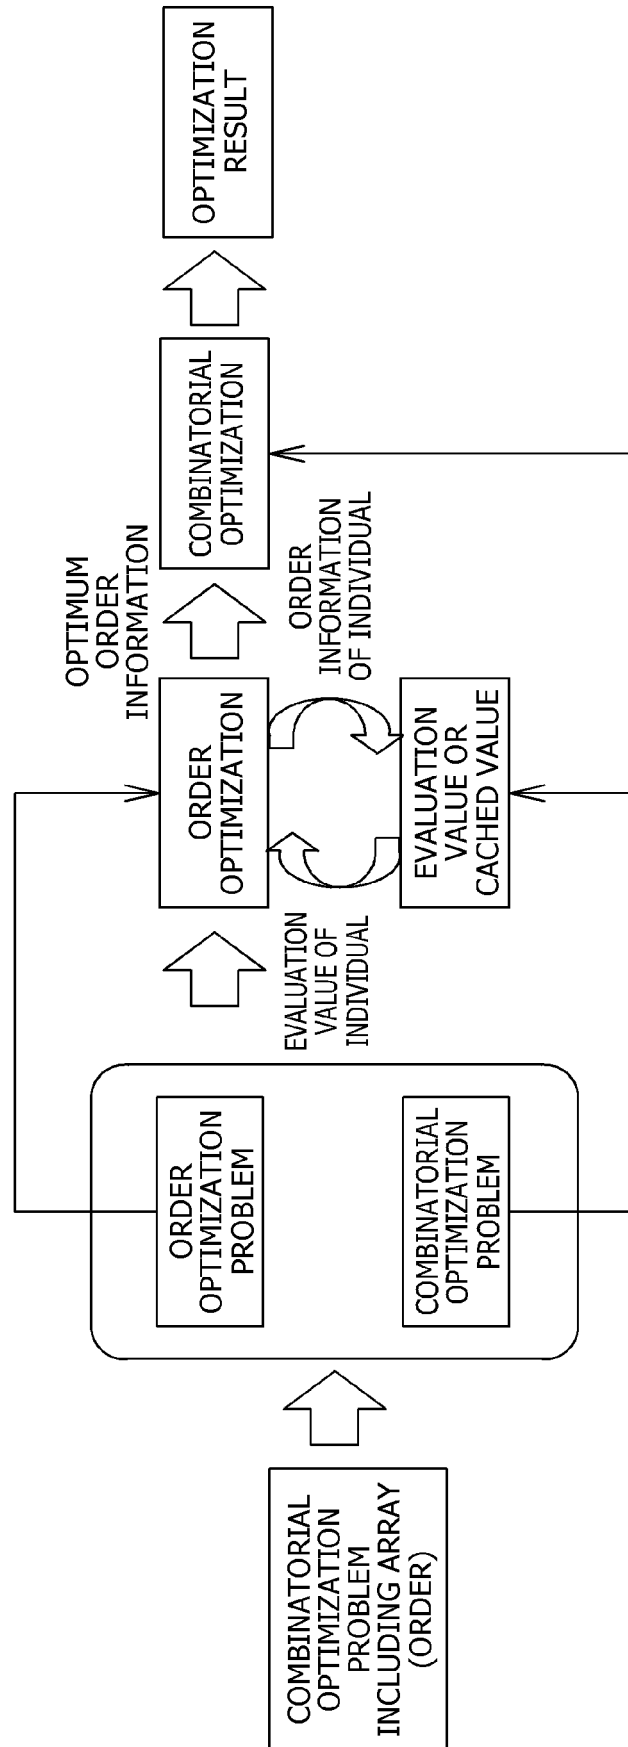 COMBINATORIAL
OPTIMIZATION
PROBLEM
INCLUDING ARRAY
(ORDER)
ORDER
OPTIMIZATION
PROBLEM
COMBINATORIAL
OPTIMIZATION
PROBLEM
EVALUATION
VALUE OF
INDIVIDUAL
ORDER
OPTIMIZATION
EVALUATION
VALUE OR
CACHED VALUE
OPTIMUM
ORDER
INFORMATION
ORDER
INFORMATION
OF INDIVIDUAL
COMBINATORIAL
OPTIMIZATION
OPTIMIZATION
RESULT